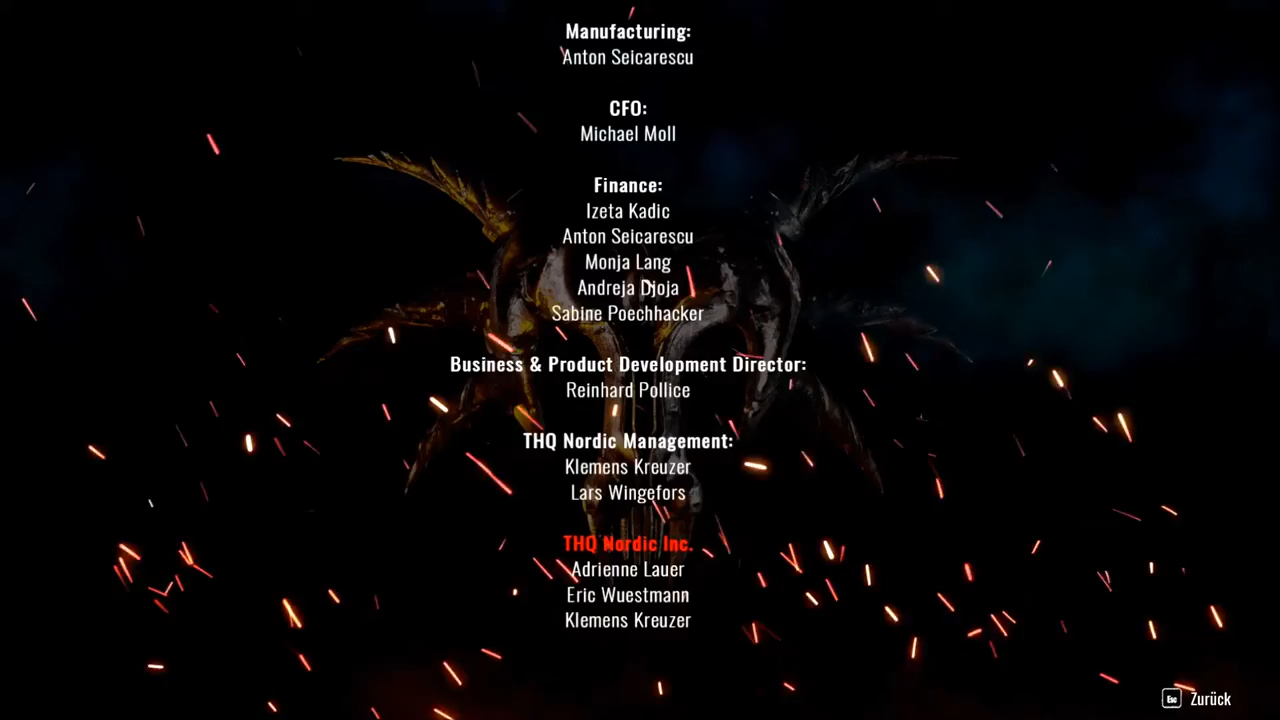 Manufacturing:
Anton Seicarescu
CFO:
Michael Moll
Finance:
Izeta Kadic
Anton Seicarescu
Monja Lang
Andreja Djoja
Sabine Poechhacker
Business & Product Development Director:
Reinhard Pollice
THQ Nordic Management:
Klemens Kreuzer
Lars Wingefors
THQ Nordic Inc.
Adrienne Lauer
Eric Wuestmann
Klemens Kreuzer
Esc Zurück